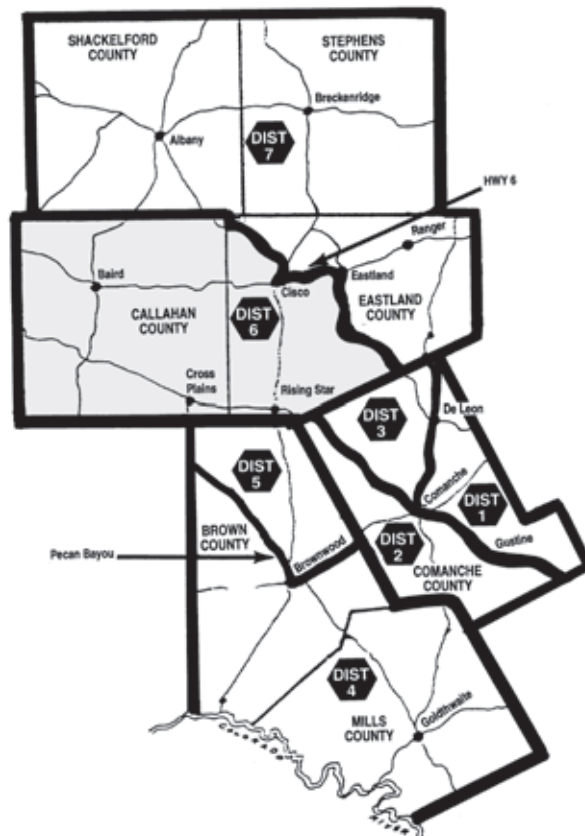 SHACKELFORD
COUNTY
STEPHENS
COUNTY
Breckenridge
Albany
DIST
7
HWY 6
Ranger
Baird
Cisco
Eastland
EASTLAND
COUNTY
CALLAHAN
COUNTY
DIST
6
Cross
Plains
Rising Star
DIST
3
De Leon
DIST
5
Comanche
DIST
1
BROWN
COUNTY
Pecan Bayou
Brownwood
DIST
2
Gustine
COMANCHE
COUNTY
DIST
4
MILLS
COUNTY
Goldthwaite
COLORADO
RIVER